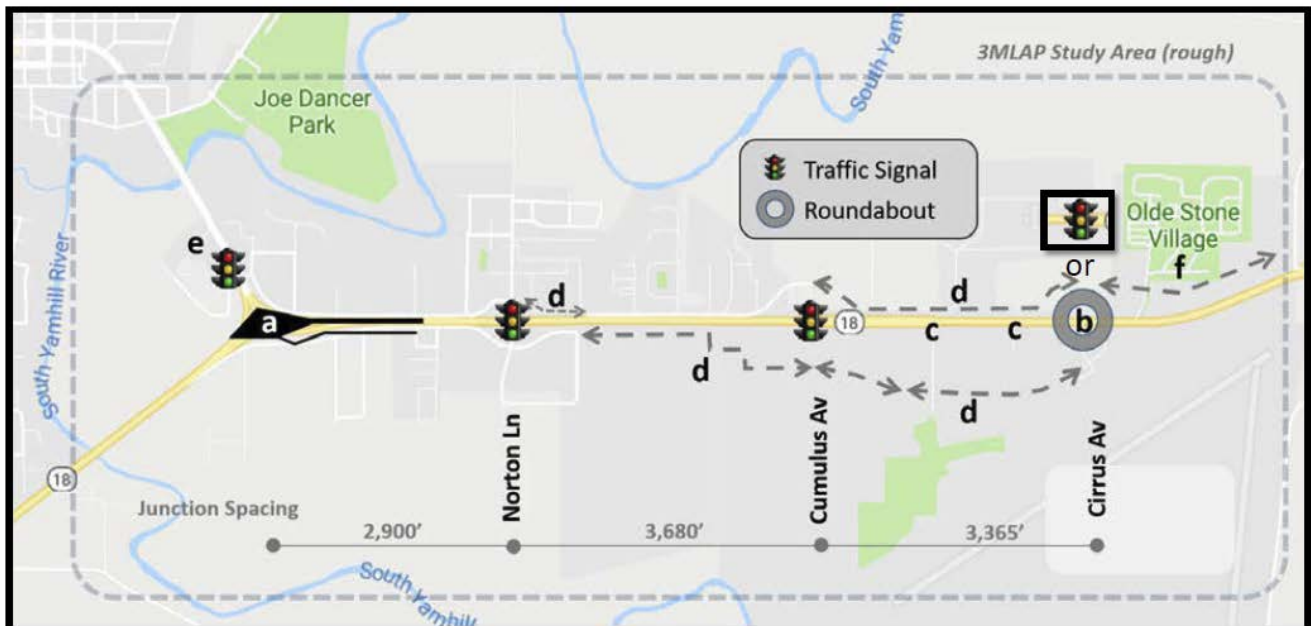 3MLAP Study Area (rough)
South Yam
Joe Dancer
Park
Traffic Signal
Roundabout
Olde Stone
Village
or
e
f
South Yamhill River
a
d
18
d
b
c
c
d
d
Norton Ln
Cumulus Av
Cirrus Av
18
Junction Spacing
2,900’
3,680’
3,365’
South Yamhill